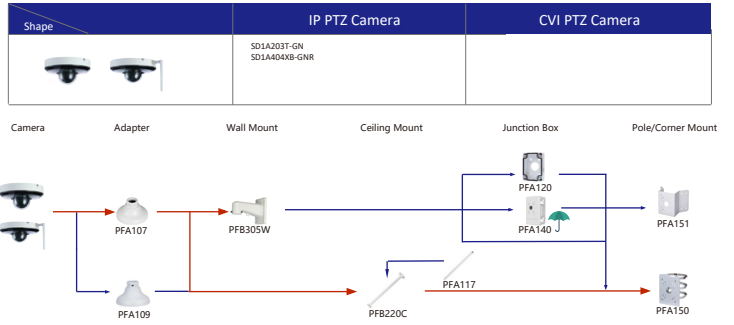 Shape
IP PTZ Camera
CVI PTZ Camera
SD1A203T-GN
SD1A404XB-GNR
Camera
Adapter
Wall Mount
Ceiling Mount
Junction Box
Pole/Corner Mount
PFA120
PFA107
PFB305W
PFA140
PFA151
PFA117
PFA109
PFB220C
PFA150